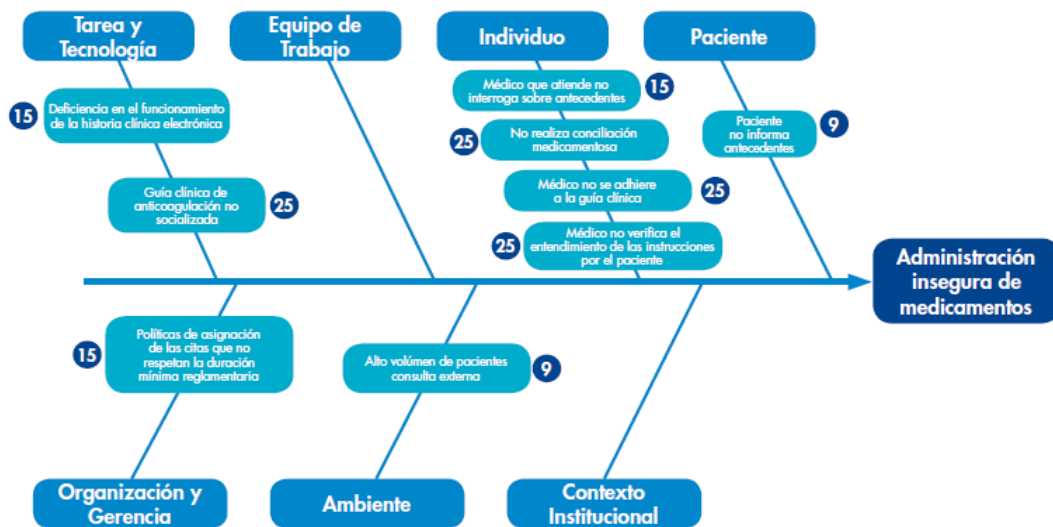 Tarea y
Tecnología
Equipo de
Trabajo
Individuo
Paciente
15
Deficiencia en el funcionamiento
de la historia clínica electrónica
Guía clínica de
anticoagulación no
socializada
25
Médico que atiende no
interroga sobre antecedentes
15
25
No realiza conciliación
medicamentosa
Médico no se adhiere
a la guía clínica
25
25
Médico no verifica el
entendimiento de las instrucciones
por el paciente
Paciente
no informa
antecedentes
9
Administración
insegura de
medicamentos
15
Políticas de asignación
de las citas que no
respetan la duración
mínima reglamentaria
Alto volúmen de pacientes
consulta externa
9
Organización y
Gerencia
Ambiente
Contexto
Institucional